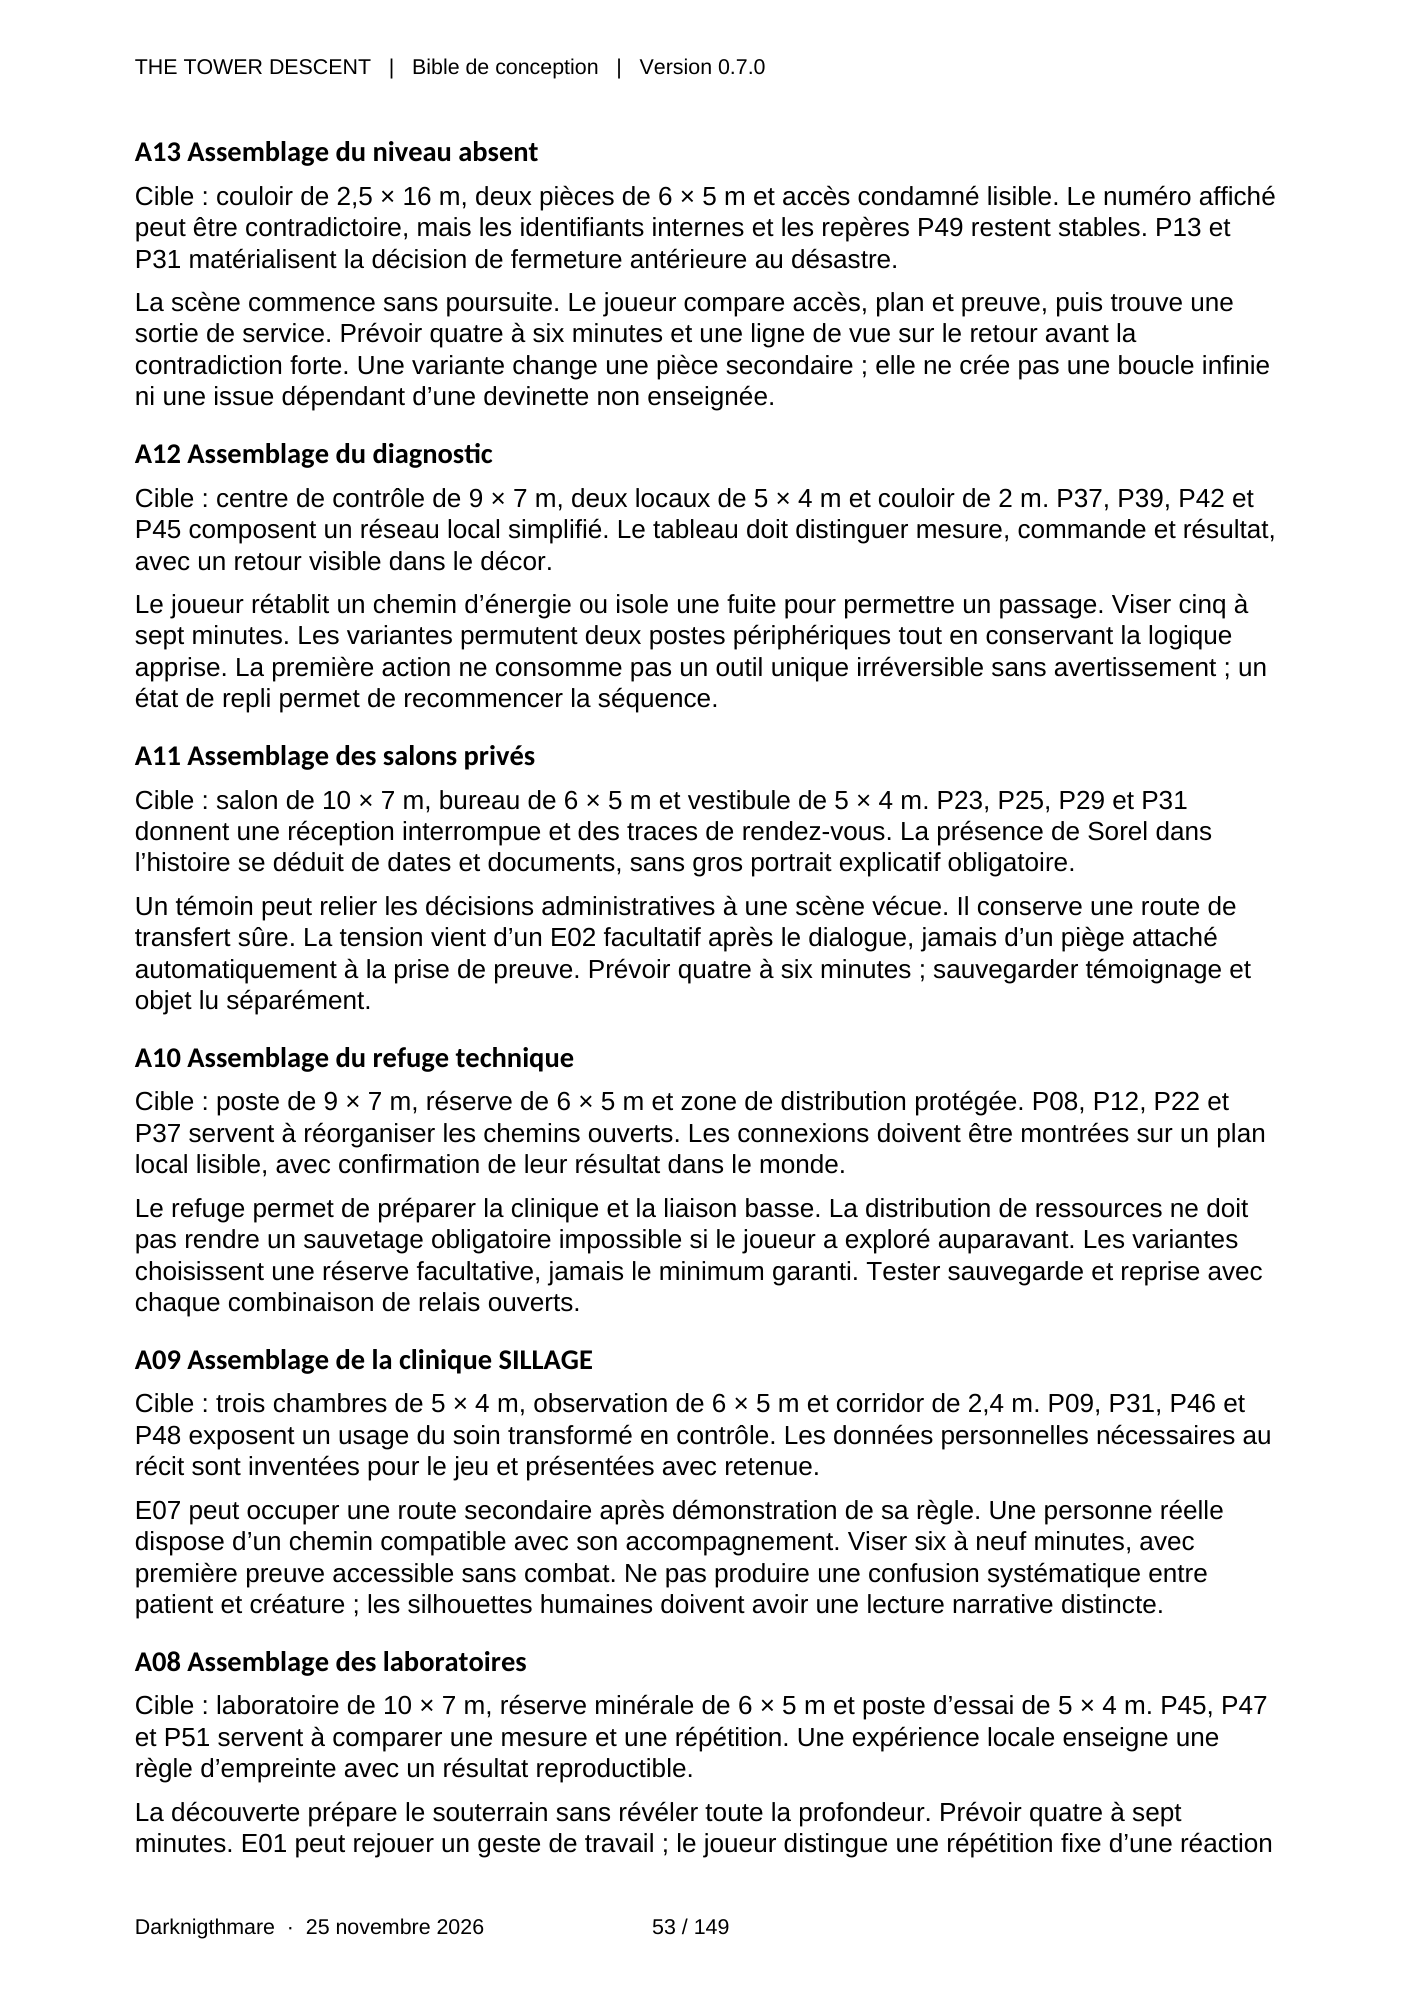 THE TOWER DESCENT | Bible de conception | Version 0.7.0
A13 Assemblage du niveau absent
Cible : couloir de 2,5 × 16 m, deux pièces de 6 × 5 m et accès condamné lisible. Le numéro affiché
peut être contradictoire, mais les identifiants internes et les repères P49 restent stables. P13 et
P31 matérialisent la décision de fermeture antérieure au désastre.
La scène commence sans poursuite. Le joueur compare accès, plan et preuve, puis trouve une
sortie de service. Prévoir quatre à six minutes et une ligne de vue sur le retour avant la
contradiction forte. Une variante change une pièce secondaire ; elle ne crée pas une boucle infinie
ni une issue dépendant d’une devinette non enseignée.
A12 Assemblage du diagnostic
Cible : centre de contrôle de 9 × 7 m, deux locaux de 5 × 4 m et couloir de 2 m. P37, P39, P42 et
P45 composent un réseau local simplifié. Le tableau doit distinguer mesure, commande et résultat,
avec un retour visible dans le décor.
Le joueur rétablit un chemin d’énergie ou isole une fuite pour permettre un passage. Viser cinq à
sept minutes. Les variantes permutent deux postes périphériques tout en conservant la logique
apprise. La première action ne consomme pas un outil unique irréversible sans avertissement ; un
état de repli permet de recommencer la séquence.
A11 Assemblage des salons privés
Cible : salon de 10 × 7 m, bureau de 6 × 5 m et vestibule de 5 × 4 m. P23, P25, P29 et P31
donnent une réception interrompue et des traces de rendez-vous. La présence de Sorel dans
l’histoire se déduit de dates et documents, sans gros portrait explicatif obligatoire.
Un témoin peut relier les décisions administratives à une scène vécue. Il conserve une route de
transfert sûre. La tension vient d’un E02 facultatif après le dialogue, jamais d’un piège attaché
automatiquement à la prise de preuve. Prévoir quatre à six minutes ; sauvegarder témoignage et
objet lu séparément.
A10 Assemblage du refuge technique
Cible : poste de 9 × 7 m, réserve de 6 × 5 m et zone de distribution protégée. P08, P12, P22 et
P37 servent à réorganiser les chemins ouverts. Les connexions doivent être montrées sur un plan
local lisible, avec confirmation de leur résultat dans le monde.
Le refuge permet de préparer la clinique et la liaison basse. La distribution de ressources ne doit
pas rendre un sauvetage obligatoire impossible si le joueur a exploré auparavant. Les variantes
choisissent une réserve facultative, jamais le minimum garanti. Tester sauvegarde et reprise avec
chaque combinaison de relais ouverts.
A09 Assemblage de la clinique SILLAGE
Cible : trois chambres de 5 × 4 m, observation de 6 × 5 m et corridor de 2,4 m. P09, P31, P46 et
P48 exposent un usage du soin transformé en contrôle. Les données personnelles nécessaires au
récit sont inventées pour le jeu et présentées avec retenue.
E07 peut occuper une route secondaire après démonstration de sa règle. Une personne réelle
dispose d’un chemin compatible avec son accompagnement. Viser six à neuf minutes, avec
première preuve accessible sans combat. Ne pas produire une confusion systématique entre
patient et créature ; les silhouettes humaines doivent avoir une lecture narrative distincte.
A08 Assemblage des laboratoires
Cible : laboratoire de 10 × 7 m, réserve minérale de 6 × 5 m et poste d’essai de 5 × 4 m. P45, P47
et P51 servent à comparer une mesure et une répétition. Une expérience locale enseigne une
règle d’empreinte avec un résultat reproductible.
La découverte prépare le souterrain sans révéler toute la profondeur. Prévoir quatre à sept
minutes. E01 peut rejouer un geste de travail ; le joueur distingue une répétition fixe d’une réaction
Darknigthmare · 25 novembre 2026 53 / 149